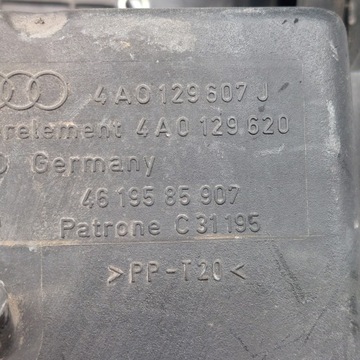 4A0 129 607 J
relement 4A0 129 620
Germany
46 195 85 907
Patrone C 31195
>PP-T20<